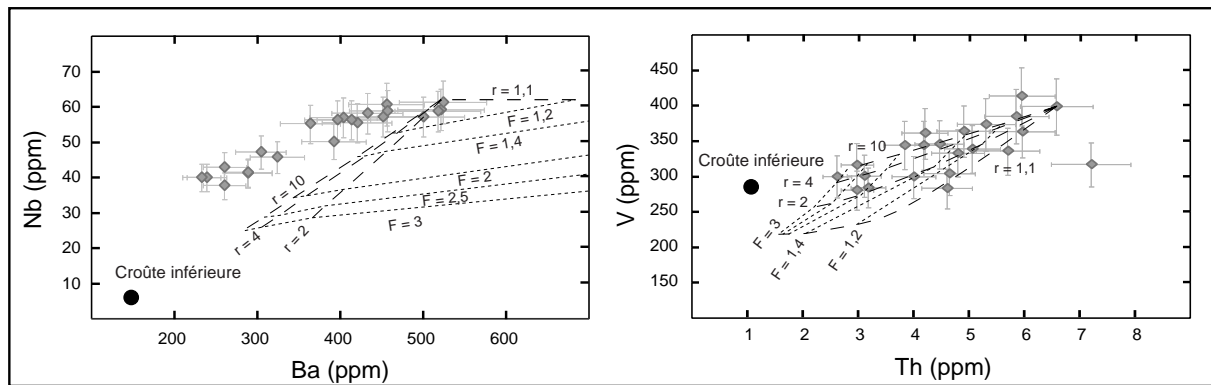 Nb (ppm)
70
60
50
40
30
20
10
r = 1,1
F = 1,2
F = 1,4
F = 2
F = 2,5
F = 3
r = 10
r = 4
r = 2
Croûte inférieure
200
300
400
500
600
Ba (ppm)
V (ppm)
450
400
350
300
250
200
150
100
Croûte inférieure
r = 10
r = 4
r = 2
r = 1,1
F = 3
F = 1,4
F = 1,2
1
2
3
4
5
6
7
8
Th (ppm)